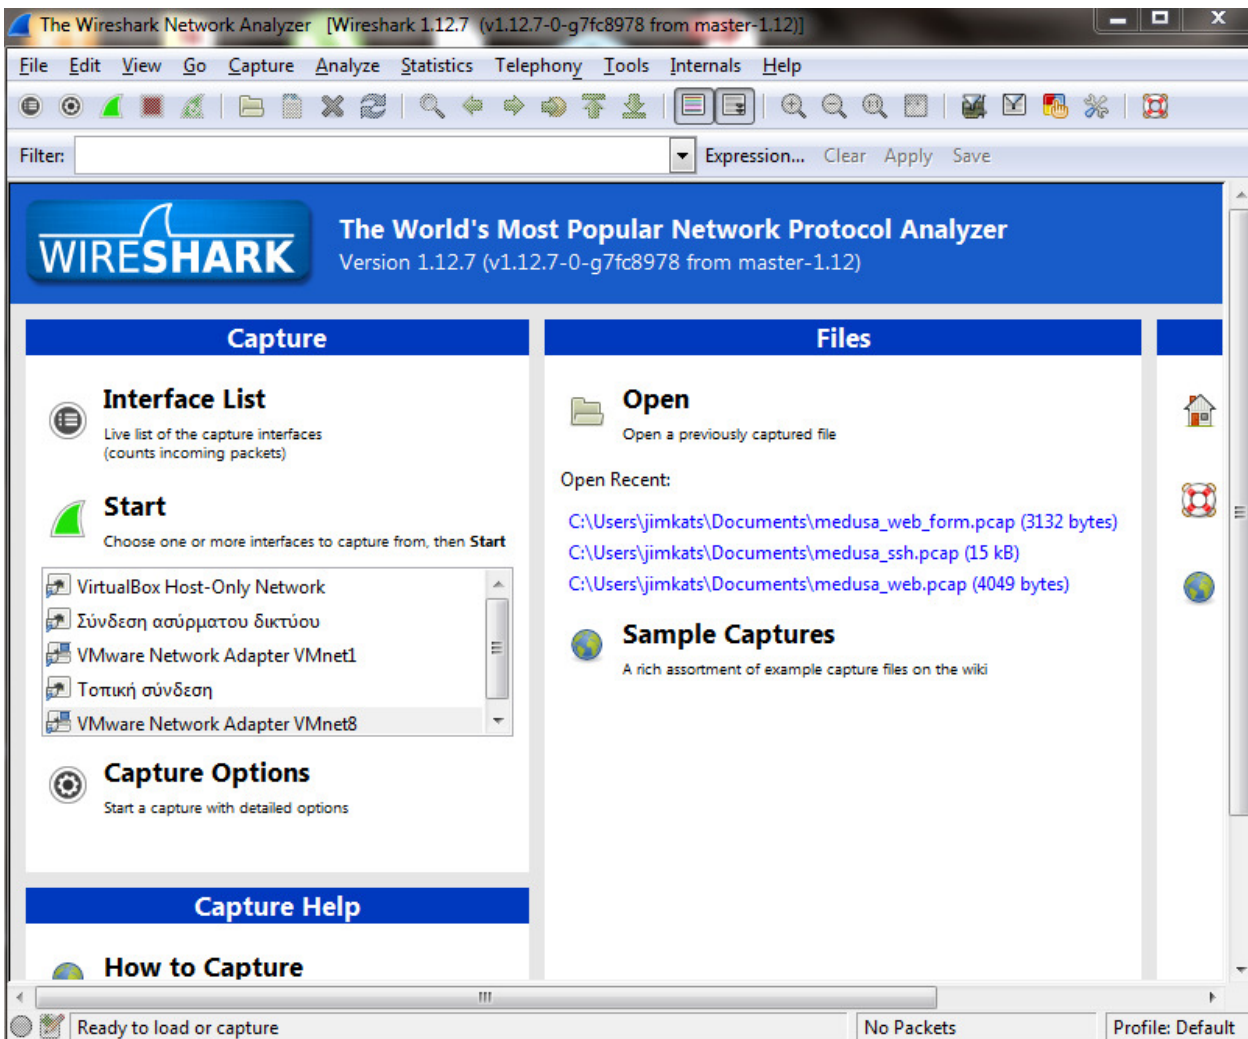 The Wireshark Network Analyzer [Wireshark 1.12.7 (v1.12.7-0-g7fc8978 from master-1.12)]
File Edit View Go Capture Analyze Statistics Telephony Tools Internals Help
Filter: Expression... Clear Apply Save
WIRESHARK
The World's Most Popular Network Protocol Analyzer
Version 1.12.7 (v1.12.7-0-g7fc8978 from master-1.12)
Capture
Interface List
Live list of the capture interfaces
(counts incoming packets)
Start
Choose one or more interfaces to capture from, then Start
VirtualBox Host-Only Network
Σύνδεση ασύρματου δικτύου
VMware Network Adapter VMnet1
Τοπική σύνδεση
VMware Network Adapter VMnet8
Capture Options
Start a capture with detailed options
Capture Help
How to Capture
Files
Open
Open a previously captured file
Open Recent:
C:\Users\jimkats\Documents\medusa_web_form.pcap (3132 bytes)
C:\Users\jimkats\Documents\medusa_ssh.pcap (15 kB)
C:\Users\jimkats\Documents\medusa_web.pcap (4049 bytes)
Sample Captures
A rich assortment of example capture files on the wiki
Ready to load or capture
No Packets
Profile: Default